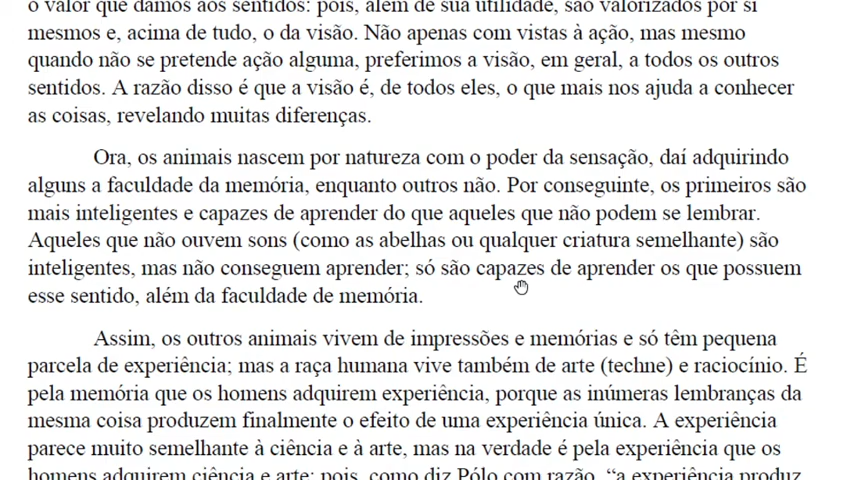 o valor que damos aos sentidos: pois, além de sua utilidade, são valorizados por si
mesmos e, acima de tudo, o da visão. Não apenas com vistas à ação, mas mesmo
quando não se pretende ação alguma, preferimos a visão, em geral, a todos os outros
sentidos. A razão disso é que a visão é, de todos eles, o que mais nos ajuda a conhecer
as coisas, revelando muitas diferenças.
Ora, os animais nascem por natureza com o poder da sensação, daí adquirindo
alguns a faculdade da memória, enquanto outros não. Por conseguinte, os primeiros são
mais inteligentes e capazes de aprender do que aqueles que não podem se lembrar.
Aqueles que não ouvem sons (como as abelhas ou qualquer criatura semelhante) são
inteligentes, mas não conseguem aprender; só são capazes de aprender os que possuem
esse sentido, além da faculdade de memória.
Assim, os outros animais vivem de impressões e memórias e só têm pequena
parcela de experiência; mas a raça humana vive também de arte (techne) e raciocínio. É
pela memória que os homens adquirem experiência, porque as inúmeras lembranças da
mesma coisa produzem finalmente o efeito de uma experiência única. A experiência
parece muito semelhante à ciência e à arte, mas na verdade é pela experiência que os
homens adquirem ciência e arte; pois, como diz Pólo com razão, “a experiência produz